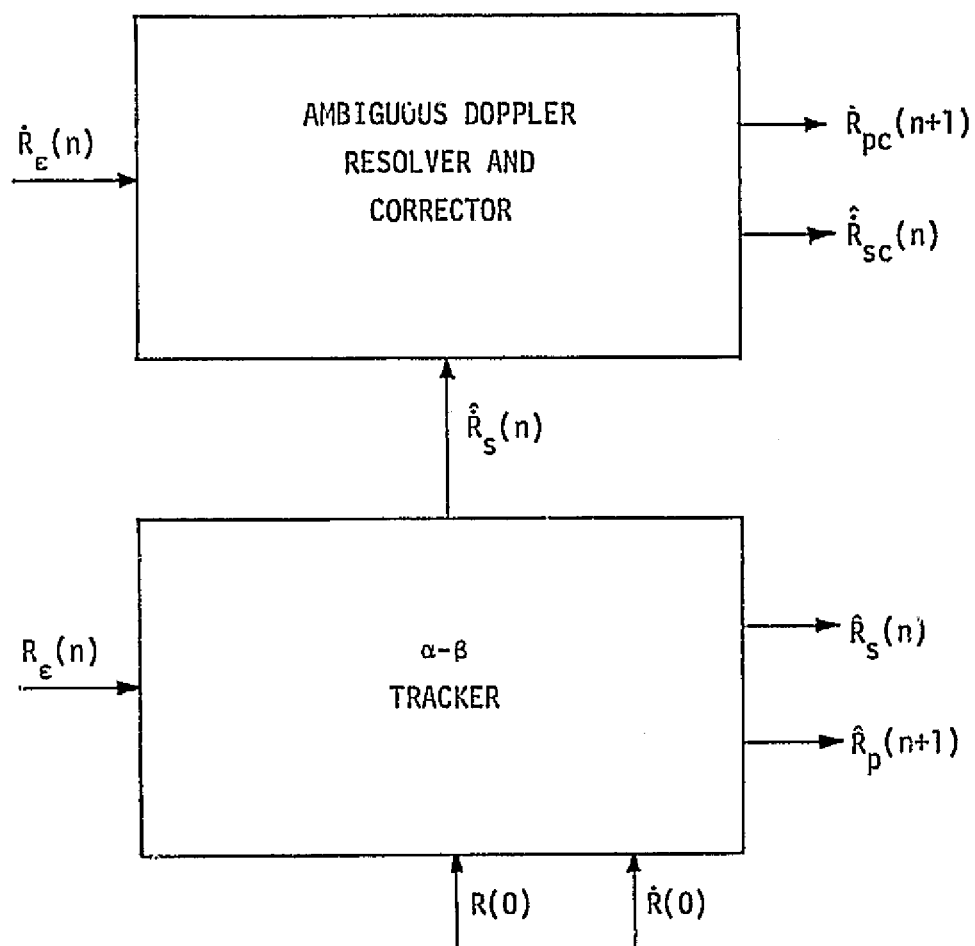 AMBIGUOUS DOPPLER
RESOLVER AND
CORRECTOR
Ṙ_ε(n)
Ṙ_pc(n+1)
Ṙ̂_sc(n)
Ṙ̂_s(n)
R_ε(n)
α-β
TRACKER
R̂_s(n)
R̂_p(n+1)
R(0)
Ṙ(0)